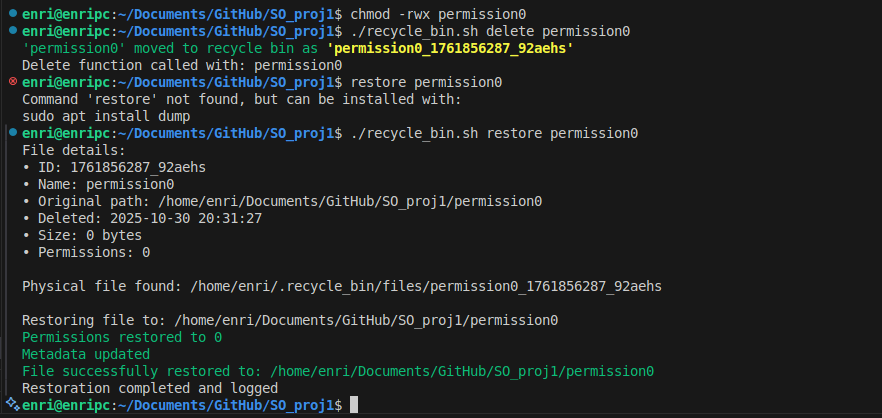 enri@enripc:~/Documents/GitHub/SO_proj1$ chmod -rwx permission0
enri@enripc:~/Documents/GitHub/SO_proj1$ ./recycle_bin.sh delete permission0
'permission0' moved to recycle bin as 'permission0_1761856287_92aehs'
Delete function called with: permission0
enri@enripc:~/Documents/GitHub/SO_proj1$ restore permission0
Command 'restore' not found, but can be installed with:
sudo apt install dump
enri@enripc:~/Documents/GitHub/SO_proj1$ ./recycle_bin.sh restore permission0
File details:
• ID: 1761856287_92aehs
• Name: permission0
• Original path: /home/enri/Documents/GitHub/SO_proj1/permission0
• Deleted: 2025-10-30 20:31:27
• Size: 0 bytes
• Permissions: 0
Physical file found: /home/enri/.recycle_bin/files/permission0_1761856287_92aehs
Restoring file to: /home/enri/Documents/GitHub/SO_proj1/permission0
Permissions restored to 0
Metadata updated
File successfully restored to: /home/enri/Documents/GitHub/SO_proj1/permission0
Restoration completed and logged
enri@enripc:~/Documents/GitHub/SO_proj1$